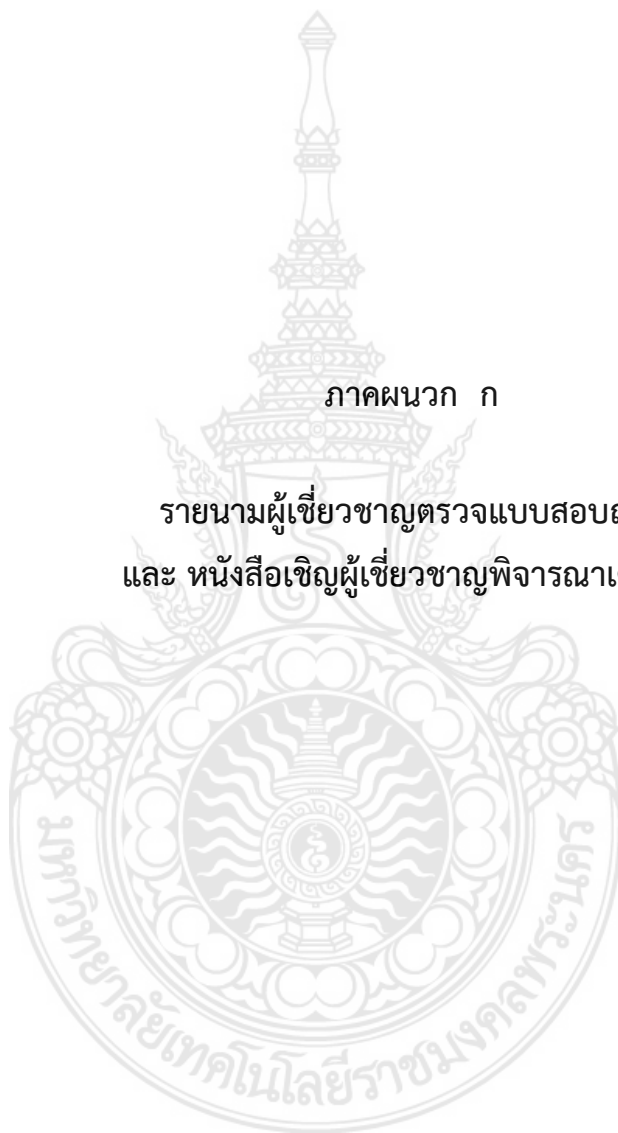 ภาคผนวก ก
รายนามผู้เชี่ยวชาญตรวจแบบสอบ
และ หนังสือเชิญผู้เชี่ยวชาญพิจารณา
มหาวิทยาลัยเทคโนโลยีราชมงคลพระนคร